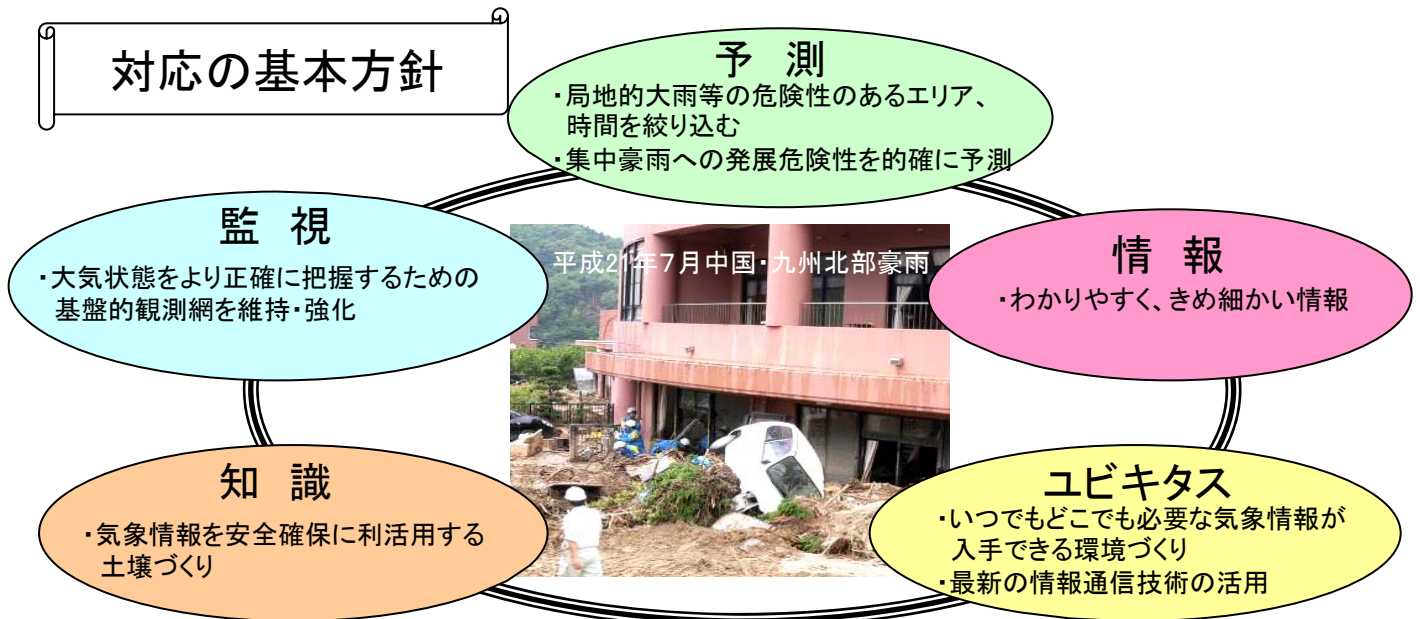 対応の基本方針
予 測
・局地的大雨等の危険性のあるエリア、
時間を絞り込む
・集中豪雨への発展危険性を的確に予測
監 視
・大気状態をより正確に把握するための
基盤的観測網を維持・強化
平成21年7月中国・九州北部豪雨
情 報
・わかりやすく、きめ細かい情報
知 識
・気象情報を安全確保に利活用する
土壌づくり
ユビキタス
・いつでもどこでも必要な気象情報が
入手できる環境づくり
・最新の情報通信技術の活用